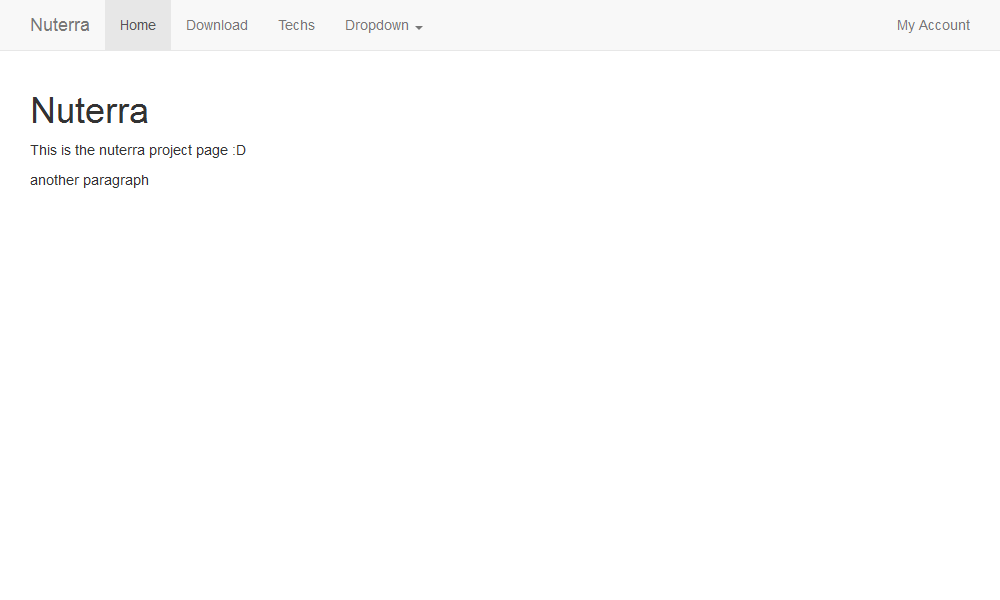 Nuterra Home Download Techs Dropdown My Account
Nuterra
This is the nuterra project page :D
another paragraph